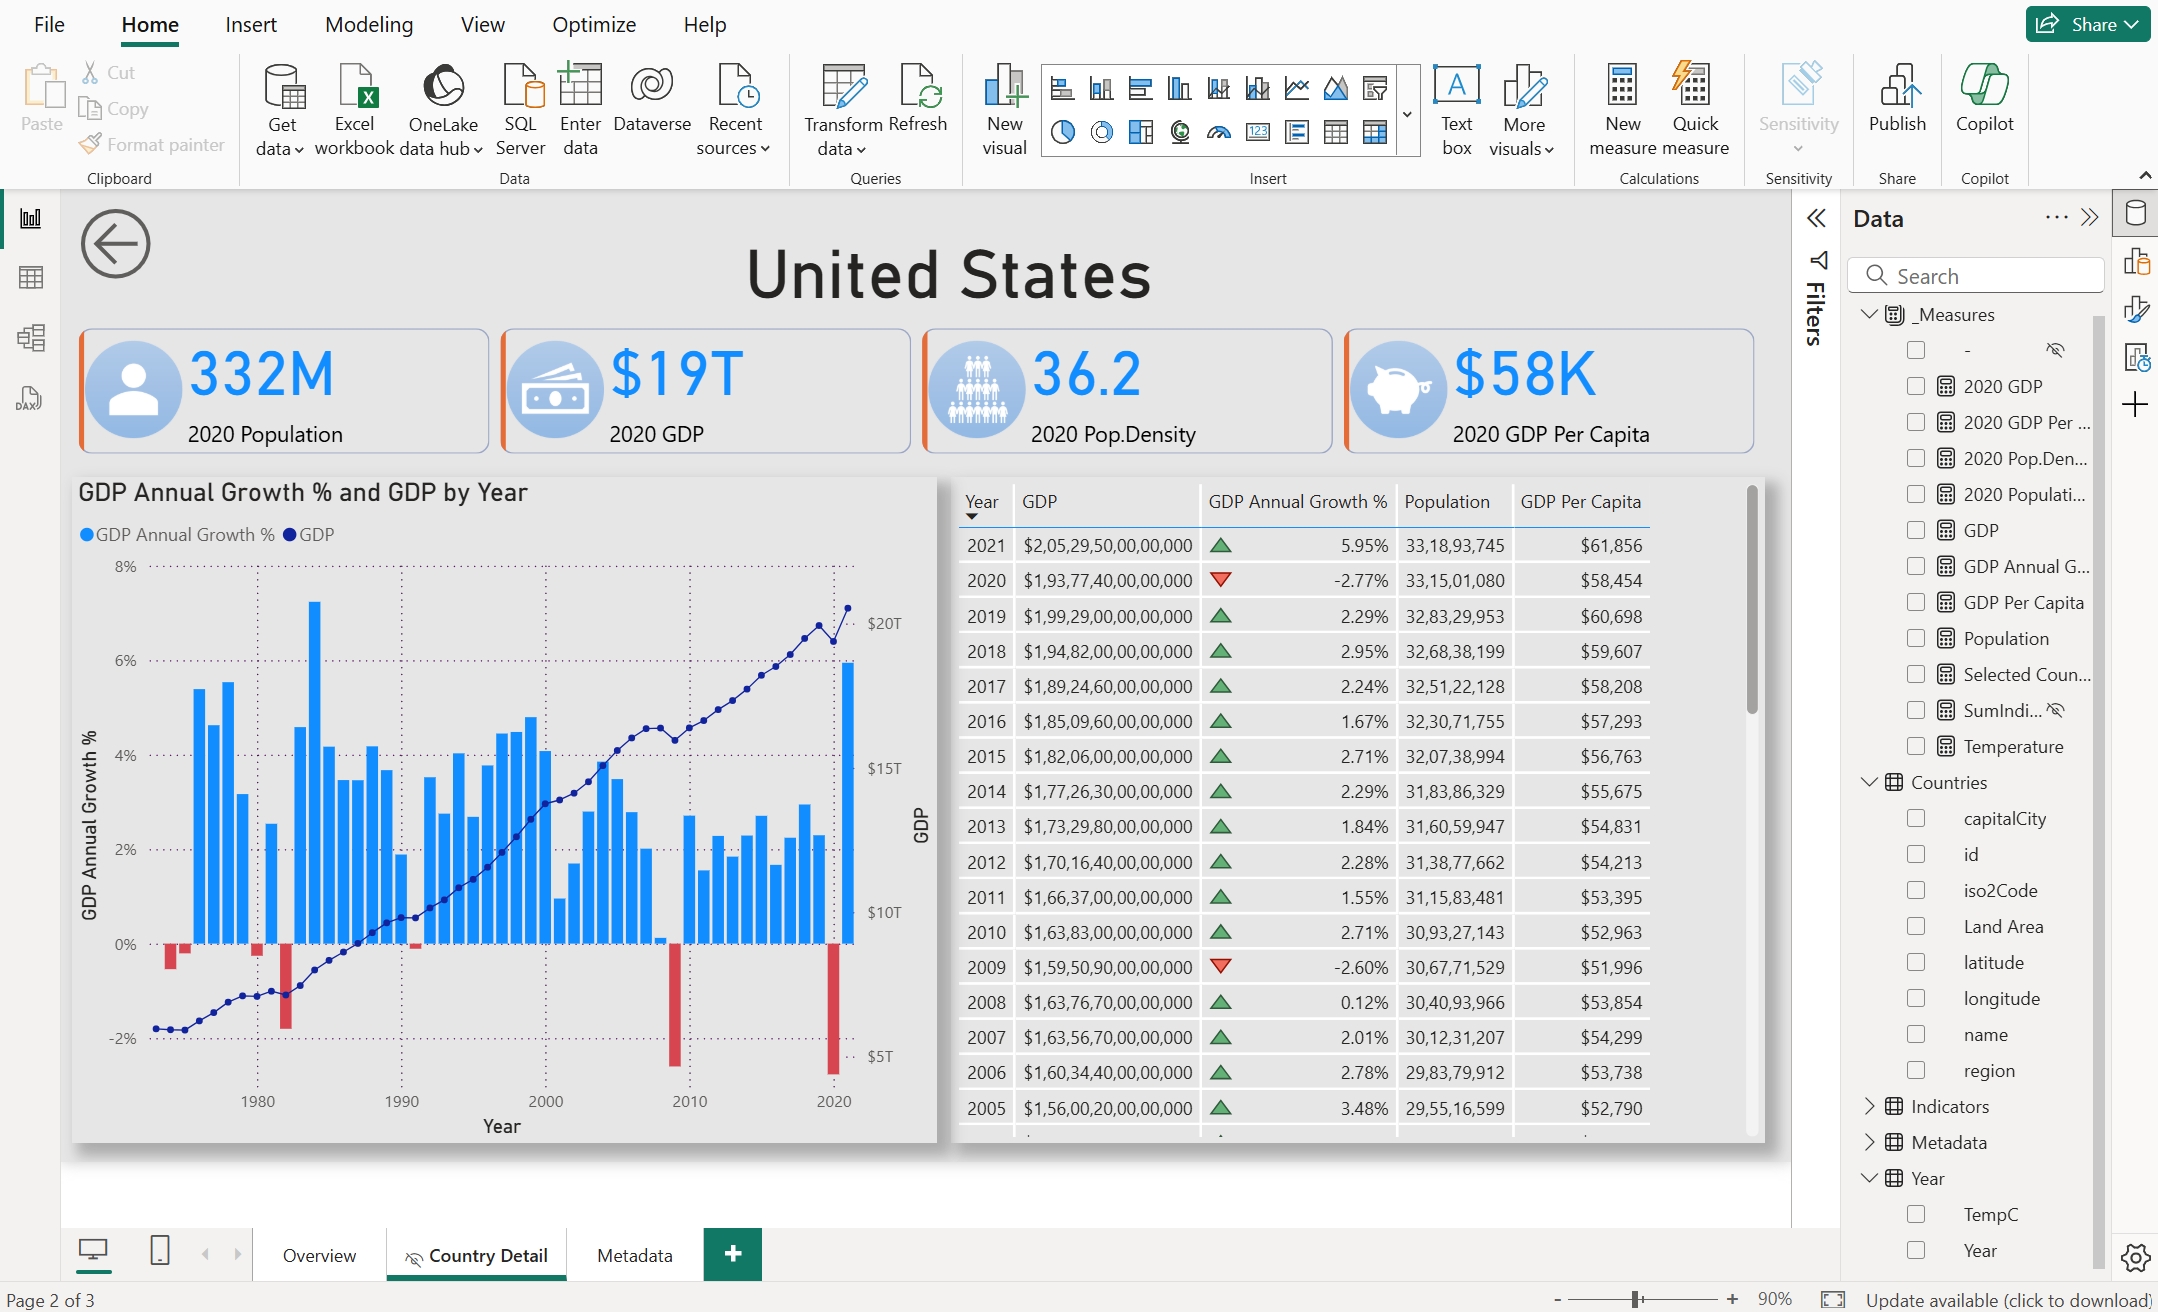 File Home Insert Modeling View Optimize Help Share
Paste Cut Copy Format painter
Clipboard
Get data Excel workbook OneLake data hub SQL Server Enter data Dataverse Recent sources
Data
Transform data Refresh
Queries
New visual 123 A Text box More visuals
Insert
New measure Quick measure
Calculations
Sensitivity
Sensitivity
Publish
Share
Copilot
Copilot
DAX
United States
332M
2020 Population
$19T
2020 GDP
36.2
2020 Pop.Density
$58K
2020 GDP Per Capita
GDP Annual Growth % and GDP by Year
GDP Annual Growth % GDP
8%
6%
4%
2%
0%
-2%
GDP Annual Growth %
$20T
$15T
$10T
$5T
GDP
1980 1990 2000 2010 2020
Year
Year GDP GDP Annual Growth % Population GDP Per Capita
2021 $2,05,29,50,00,00,000 5.95% 33,18,93,745 $61,856
2020 $1,93,77,40,00,00,000 -2.77% 33,15,01,080 $58,454
2019 $1,99,29,00,00,00,000 2.29% 32,83,29,953 $60,698
2018 $1,94,82,00,00,00,000 2.95% 32,68,38,199 $59,607
2017 $1,89,24,60,00,00,000 2.24% 32,51,22,128 $58,208
2016 $1,85,09,60,00,00,000 1.67% 32,30,71,755 $57,293
2015 $1,82,06,00,00,00,000 2.71% 32,07,38,994 $56,763
2014 $1,77,26,30,00,00,000 2.29% 31,83,86,329 $55,675
2013 $1,73,29,80,00,00,000 1.84% 31,60,59,947 $54,831
2012 $1,70,16,40,00,00,000 2.28% 31,38,77,662 $54,213
2011 $1,66,37,00,00,00,000 1.55% 31,15,83,481 $53,395
2010 $1,63,83,00,00,00,000 2.71% 30,93,27,143 $52,963
2009 $1,59,50,90,00,00,000 -2.60% 30,67,71,529 $51,996
2008 $1,63,76,70,00,00,000 0.12% 30,40,93,966 $53,854
2007 $1,63,56,70,00,00,000 2.01% 30,12,31,207 $54,299
2006 $1,60,34,40,00,00,000 2.78% 29,83,79,912 $53,738
2005 $1,56,00,20,00,00,000 3.48% 29,55,16,599 $52,790
Filters
Data
Search
_Measures
-
2020 GDP
2020 GDP Per ...
2020 Pop.Den...
2020 Populati...
GDP
GDP Annual G...
GDP Per Capita
Population
Selected Coun...
SumIndi...
Temperature
Countries
capitalCity
id
iso2Code
Land Area
latitude
longitude
name
region
Indicators
Metadata
Year
TempC
Year
Overview Country Detail Metadata +
Page 2 of 3
- + 90% Update available (click to download)